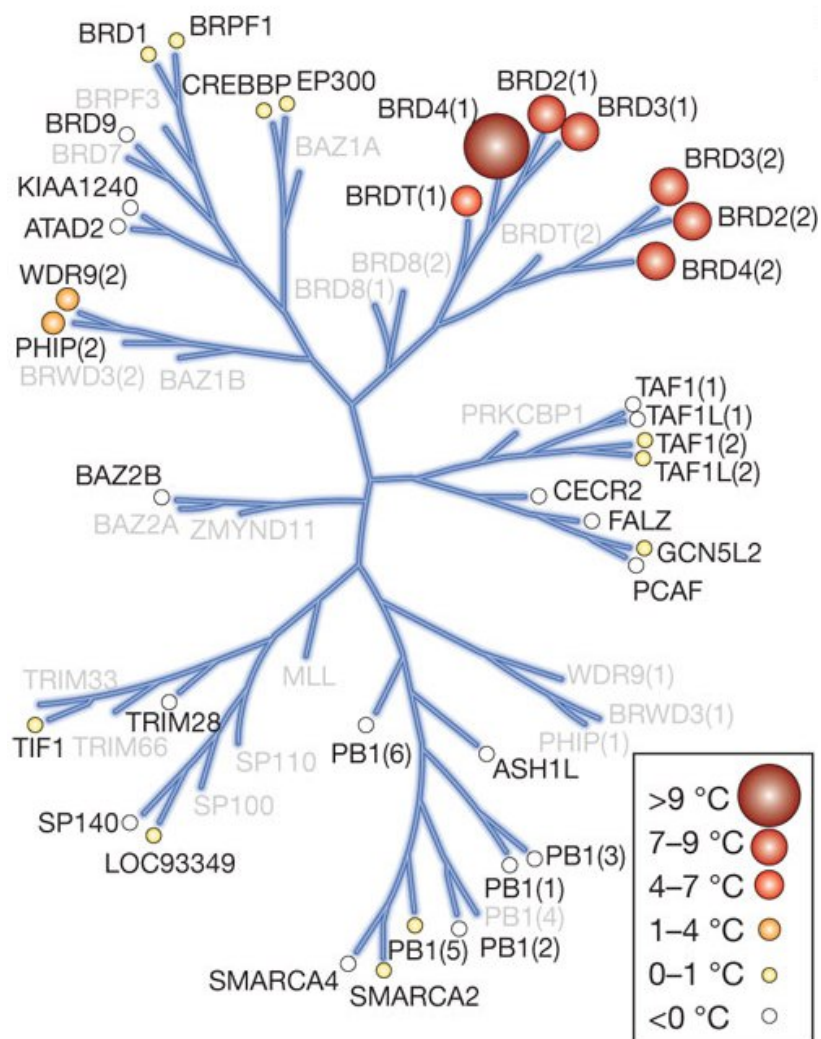 BRD1
BRPF1
BRPF3
CREBBP
EP300
BRD9
BRD7
BAZ1A
KIAA1240
ATAD2
WDR9(2)
PHIP(2)
BRWD3(2)
BAZ1B
BRD8(1)
BRD8(2)
BRD4(1)
BRD2(1)
BRD3(1)
BRDT(1)
BRDT(2)
BRD3(2)
BRD2(2)
BRD4(2)
PRKCBP1
TAF1(1)
TAF1L(1)
TAF1(2)
TAF1L(2)
CECR2
FALZ
GCN5L2
PCAF
BAZ2B
BAZ2A
ZMYND11
TRIM33
TIF1
TRIM66
TRIM28
MLL
SP110
SP100
SP140
LOC93349
WDR9(1)
BRWD3(1)
PHIP(1)
PB1(6)
ASH1L
PB1(3)
PB1(1)
PB1(4)
PB1(2)
PB1(5)
SMARCA4
SMARCA2
>9 °C
7–9 °C
4–7 °C
1–4 °C
0–1 °C
<0 °C